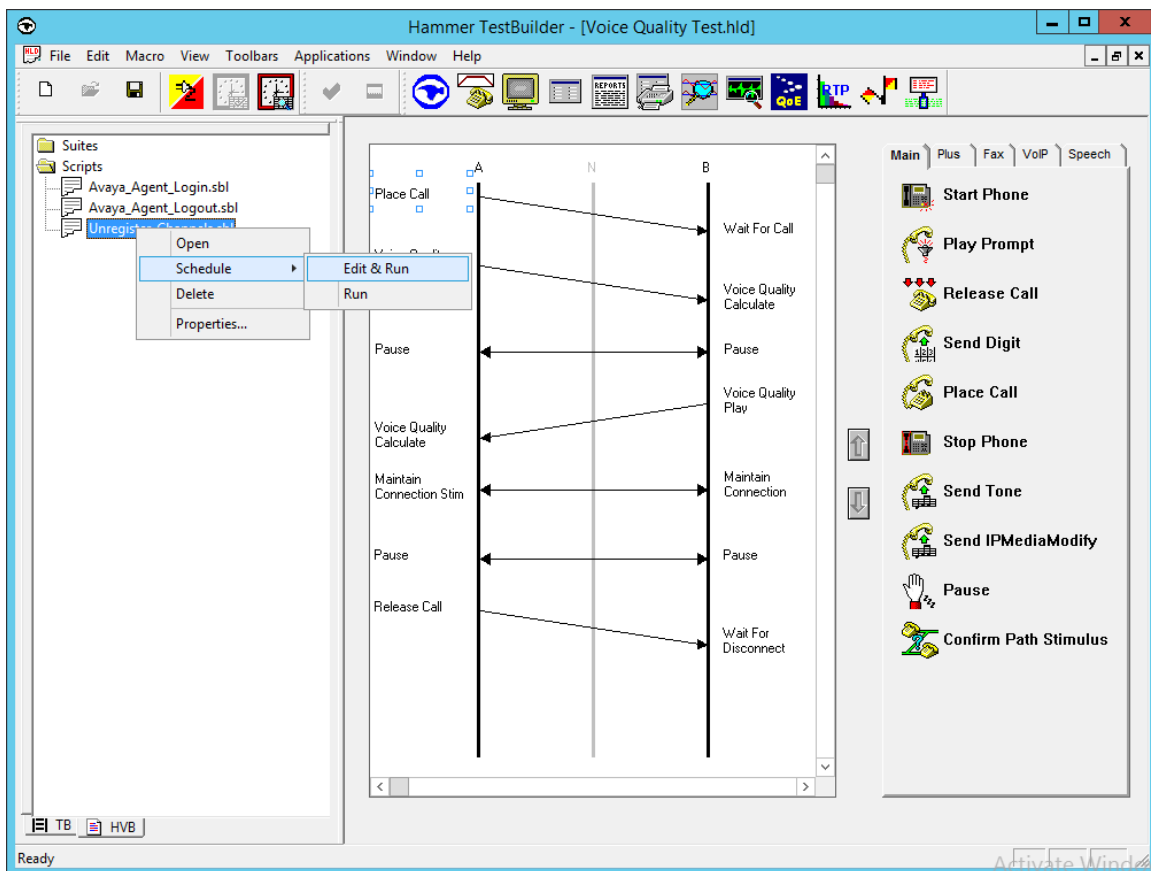 Hammer TestBuilder - [Voice Quality Test.hld]
HLD File Edit Macro View Toolbars Applications Window Help
2 REPORTS QoE RTP
Suites
Scripts
Avaya_Agent_Login.sbl
Avaya_Agent_Logout.sbl
Open
Schedule
Delete
Properties...
Edit & Run
Run
A N B
Place Call
Wait For Call
Voice Quality
Calculate
Pause
Pause
Voice Quality
Play
Voice Quality
Calculate
Maintain
Connection Stim
Maintain
Connection
Pause
Pause
Release Call
Wait For
Disconnect
Main Plus Fax VoIP Speech
Start Phone
Play Prompt
Release Call
Send Digit
Place Call
Stop Phone
Send Tone
Send IPMediaModify
Pause
Confirm Path Stimulus
TB HVB
Ready
Activate Windo